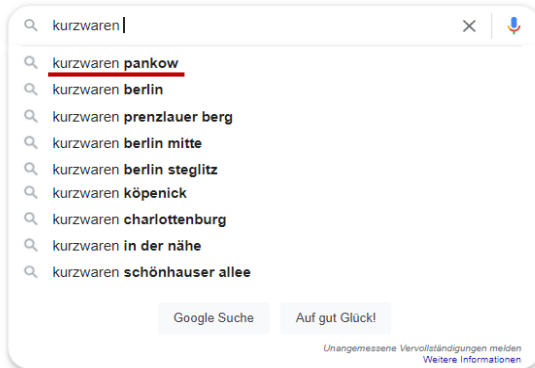 kurzwaren
kurzwaren pankow
kurzwaren berlin
kurzwaren prenzlauer berg
kurzwaren berlin mitte
kurzwaren berlin steglitz
kurzwaren köpenick
kurzwaren charlottenburg
kurzwaren in der nähe
kurzwaren schönhauser allee
Google Suche Auf gut Glück!
Unangemessene Vervollständigungen melden
Weitere Informationen